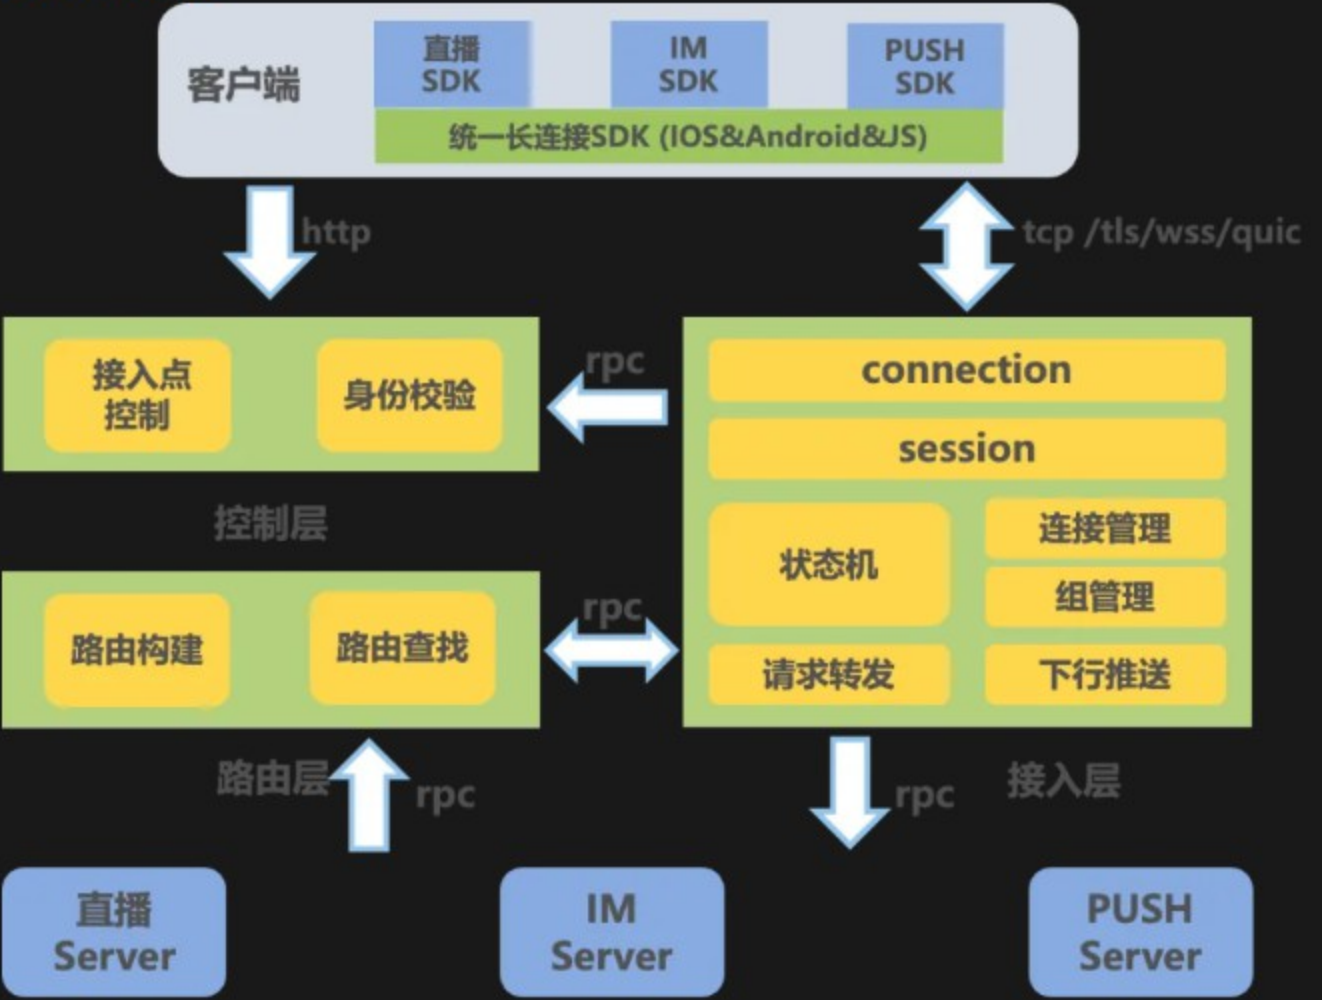 客户端
直播
SDK
IM
SDK
PUSH
SDK
统一长连接SDK (IOS&Android&JS)
http
tcp /tls/wss/quic
接入点
控制
身份校验
rpc
connection
session
控制层
状态机
连接管理
组管理
路由构建
路由查找
rpc
请求转发
下行推送
路由层
rpc
rpc
接入层
直播
Server
IM
Server
PUSH
Server